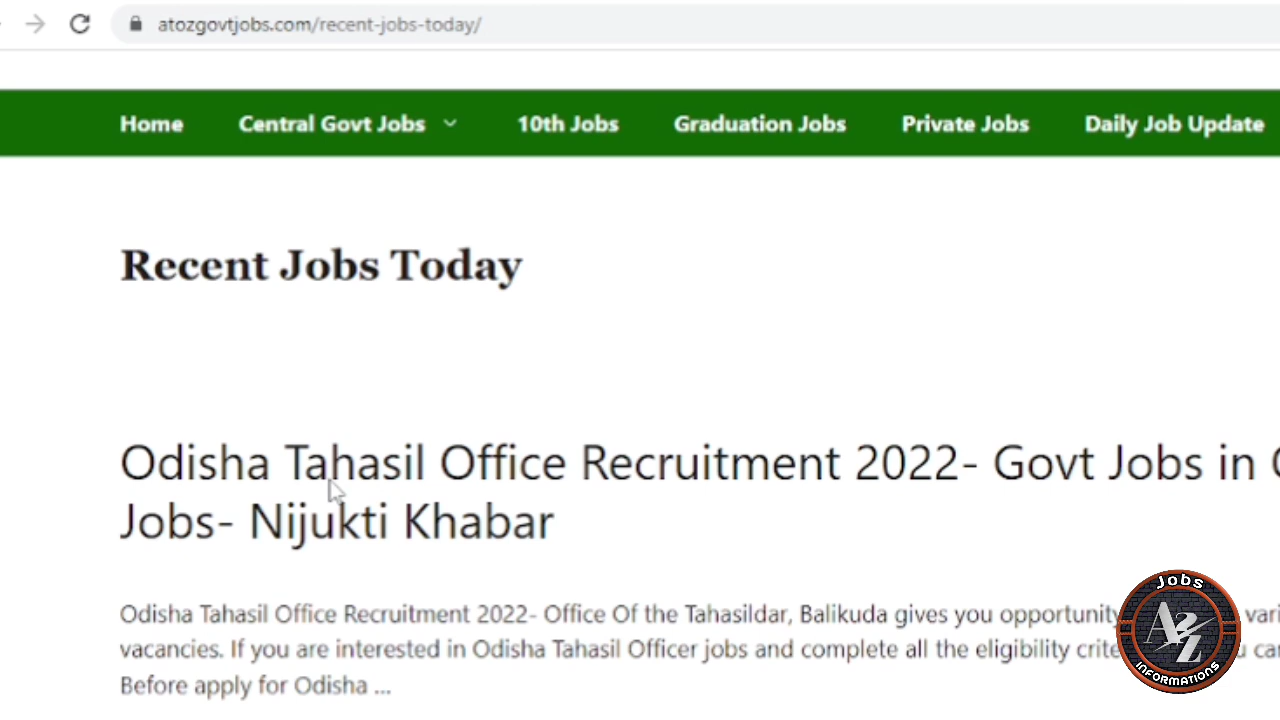 atozgovtjobs.com/recent-jobs-today/
Home Central Govt Jobs 10th Jobs Graduation Jobs Private Jobs Daily Job Update
Recent Jobs Today
Odisha Tahasil Office Recruitment 2022- Govt Jobs in
Jobs- Nijukti Khabar
Odisha Tahasil Office Recruitment 2022- Office Of the Tahasildar, Balikuda gives you opportunity
vacancies. If you are interested in Odisha Tahasil Officer jobs and complete all the eligibility
Before apply for Odisha ...
Jobs
A2Z
INFORMATIONS